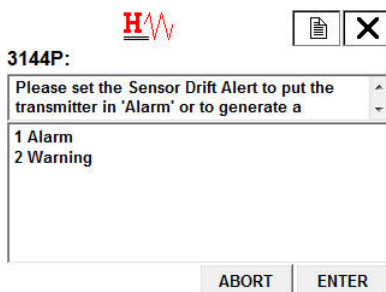 H
3144P:
Please set the Sensor Drift Alert to put the
transmitter in 'Alarm' or to generate a
1 Alarm
2 Warning
ABORT ENTER